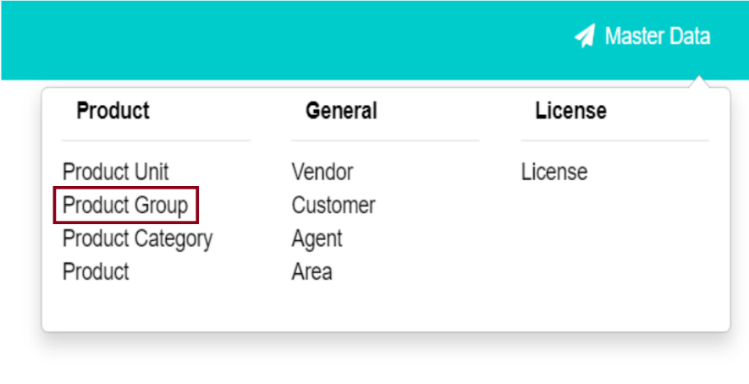 Master Data
Product
General
License
Product Unit
Vendor
License
Product Group
Customer
Product Category
Agent
Product
Area